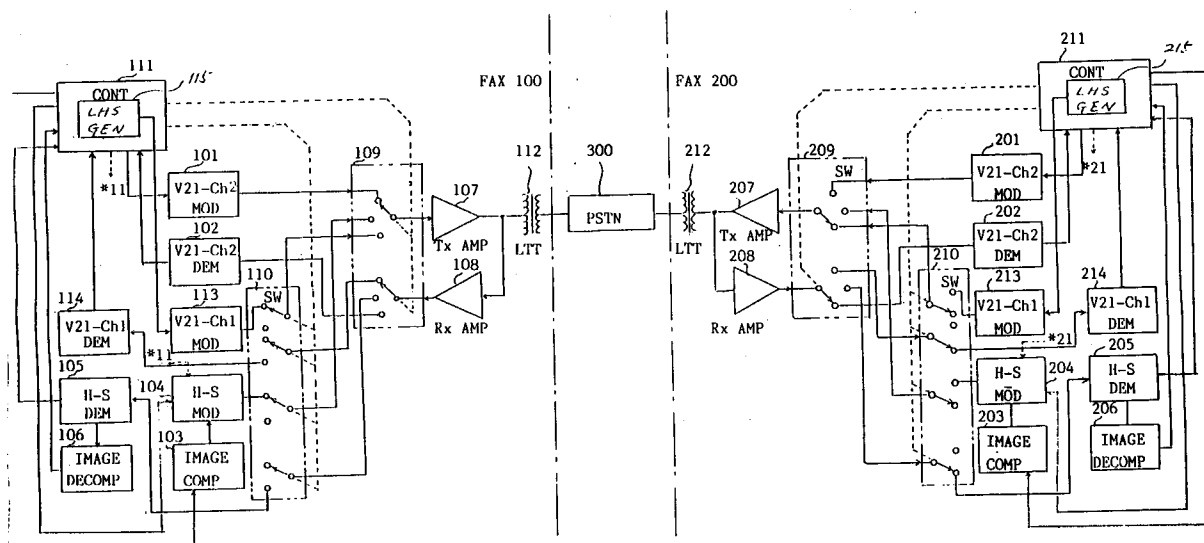 111
115
CONT
LHS
GEN
*11
101
V21-Ch2
MOD
102
V21-Ch2
DEM
114
V21-Ch1
DEM
113
V21-Ch1
MOD
110
SW
*11
105
H-S
DEM
104
H-S
MOD
106
IMAGE
DECOMP
103
IMAGE
COMP
109
107
Tx AMP
108
Rx AMP
112
LTT
FAX 100
300
PSTN
FAX 200
212
LTT
207
Tx AMP
208
Rx AMP
209
SW
211
215
CONT
LHS
GEN
*21
201
V21-Ch2
MOD
202
V21-Ch2
DEM
210
213
V21-Ch1
MOD
214
V21-Ch1
DEM
*21
H-S
MOD
204
205
H-S
DEM
203
IMAGE
COMP
206
IMAGE
DECOMP